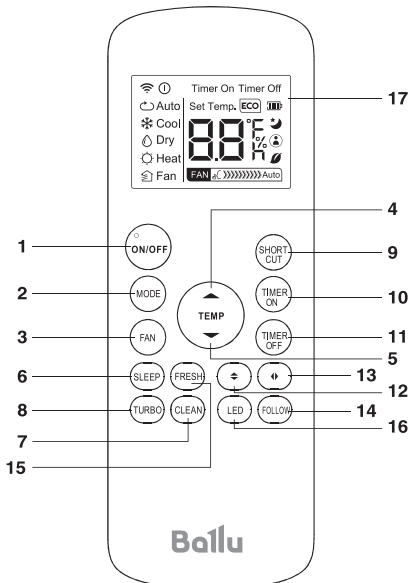 Timer On Timer Off
Auto Set Temp. ECO
Cool
Dry
Heat
Fan
88 °F % h
FAN Auto
17
4
1 ON/OFF
SHORT CUT 9
2 MODE
TEMP
TIMER ON 10
3 FAN
TIMER OFF 11
5
6 SLEEP FRESH
13
12
8 TURBO CLEAN LED FOLLOW 14
7
16
15
Ballu